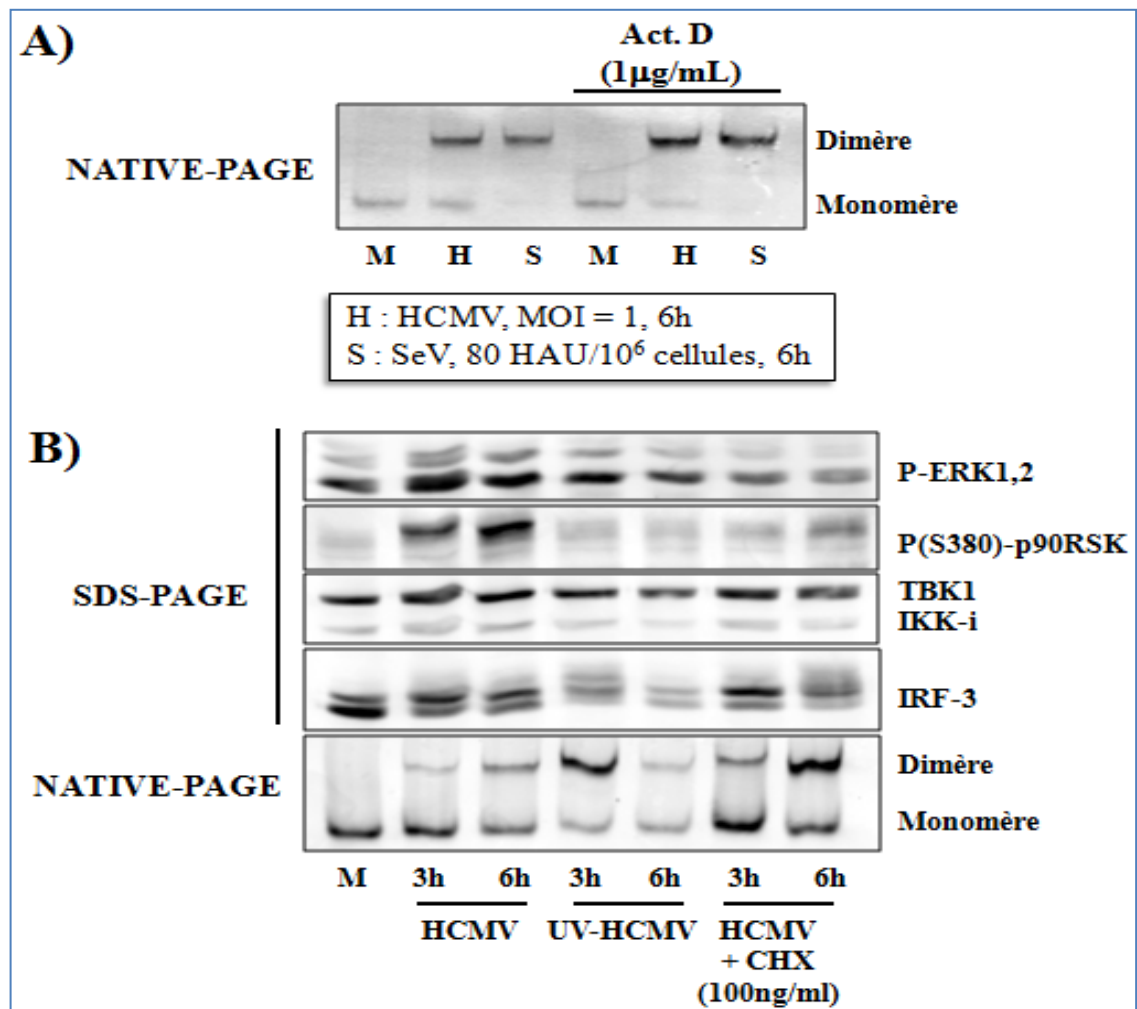 A)
Act. D
(1µg/mL)
NATIVE-PAGE
Dimère
Monomère
M H S M H S
H : HCMV, MOI = 1, 6h
S : SeV, 80 HAU/10⁶ cellules, 6h
B)
SDS-PAGE
P-ERK1,2
P(S380)-p90RSK
TBK1
IKK-i
IRF-3
NATIVE-PAGE
Dimère
Monomère
M 3h 6h 3h 6h 3h 6h
HCMV UV-HCMV HCMV
+ CHX
(100ng/ml)